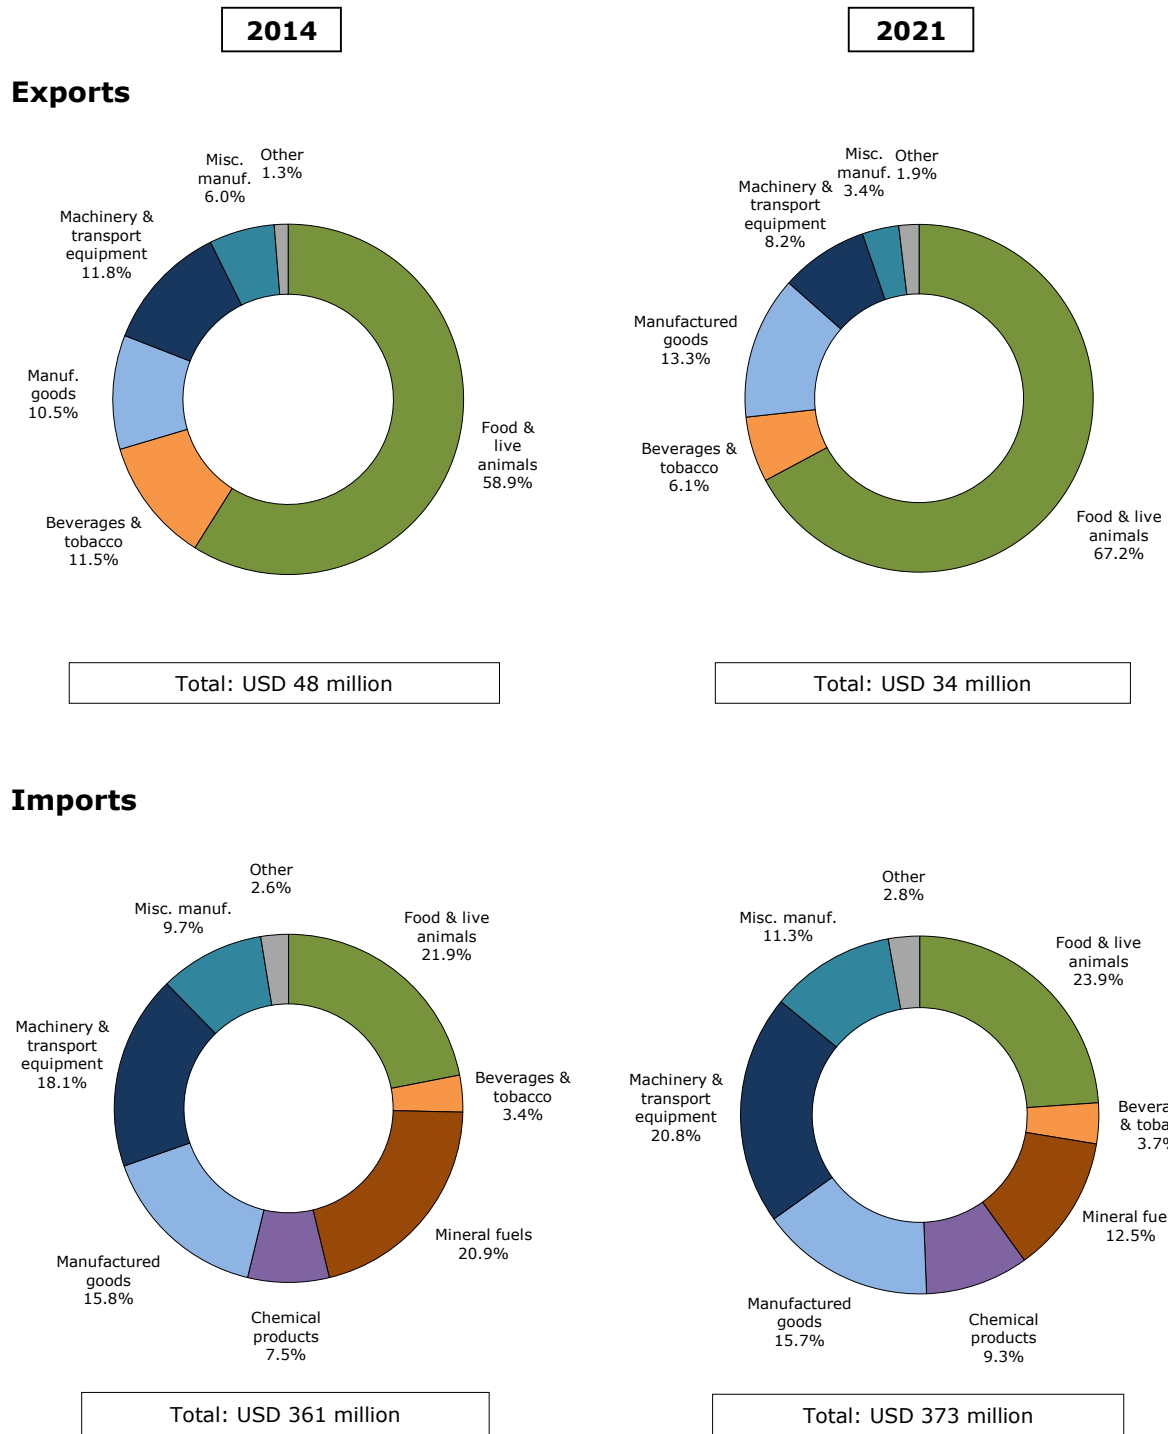 2014
2021
Exports
Misc.
manuf.
6.0%
Other
1.3%
Machinery &
transport
equipment
11.8%
Manuf.
goods
10.5%
Beverages &
tobacco
11.5%
Food &
live
animals
58.9%
Misc.
manuf.
3.4%
Other
1.9%
Machinery &
transport
equipment
8.2%
Manufactured
goods
13.3%
Beverages &
tobacco
6.1%
Food & live
animals
67.2%
Total: USD 48 million
Total: USD 34 million
Imports
Other
2.6%
Misc. manuf.
9.7%
Food & live
animals
21.9%
Machinery &
transport
equipment
18.1%
Beverages &
tobacco
3.4%
Mineral fuels
20.9%
Manufactured
goods
15.8%
Chemical
products
7.5%
Other
2.8%
Misc. manuf.
11.3%
Food & live
animals
23.9%
Machinery &
transport
equipment
20.8%
&
3.7%
Mineral
12.5%
Manufactured
goods
15.7%
Chemical
products
9.3%
Total: USD 361 million
Total: USD 373 million